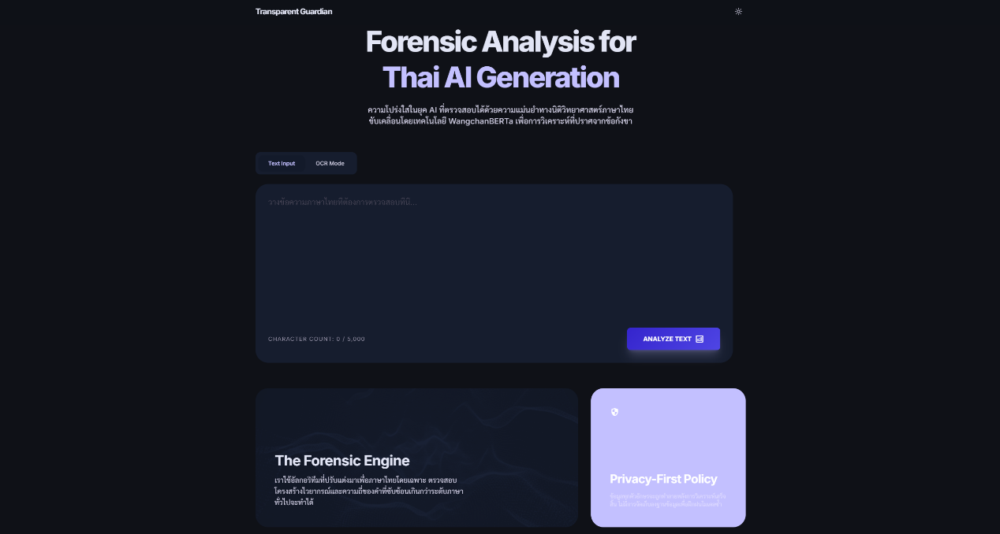 Transparent Guardian
Forensic Analysis for
Thai AI Generation
ความโปร่งใสในยุค AI ที่ตรวจสอบได้ด้วยความแม่นยำทางนิติวิทยาศาสตร์ภาษาไทย
ขับเคลื่อนโดยเทคโนโลยี WangchanBERTa เพื่อการวิเคราะห์ที่ปราศจากข้อกังขา
Text Input OCR Mode
วางข้อความภาษาไทยที่ต้องการตรวจสอบที่นี่...
CHARACTER COUNT: 0 / 5,000
ANALYZE TEXT
The Forensic Engine
เราใช้อัลกอริทึมที่ปรับแต่งมาเพื่อภาษาไทยโดยเฉพาะ ตรวจสอบ
โครงสร้างไวยากรณ์และความถี่ของคำที่ซับซ้อนเกินกว่าระดับภาษา
ทั่วไปจะทำได้
Privacy-First Policy